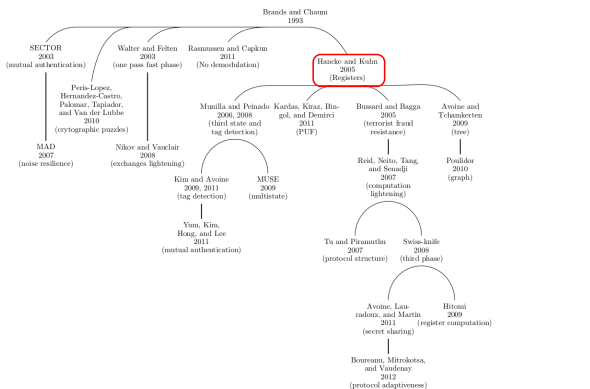 Brands and Chaum
1993
SECTOR
2003
(mutual authentication)
Walter and Felten
2003
(one pass fast phase)
Rasmussen and Capkun
2011
(No demodulation)
Hancke and Kuhn
2005
(Registers)
Peris-Lopez,
Hernandez-Castro,
Palomar, Tapiador,
and Van der Lubbe
2010
(crytographic puzzles)
MAD
2007
(noise resilience)
Nikov and Vauclair
2008
(exchanges lightening)
Munilla and Peinado
2006, 2008
(third state and
tag detection)
Kardas, Kiraz, Bin-
gol, and Demirci
2011
(PUF)
Bussard and Bagga
2005
(terrorist fraud
resistance)
Avoine and
Tchamkerten
2009
(tree)
Kim and Avoine
2009, 2011
(tag detection)
MUSE
2009
(multistate)
Reid, Neito, Tang,
and Senadji
2007
(computation
lightening)
Poulidor
2010
(graph)
Yum, Kim,
Hong, and Lee
2011
(mutual authentication)
Tu and Piramuthu
2007
(protocol structure)
Swiss-knife
2008
(third phase)
Avoine, Lau-
radoux, and Martin
2011
(secret sharing)
Hitomi
2009
(register computation)
Boureanu, Mitrokotsa,
and Vaudenay
2012
(protocol adaptiveness)